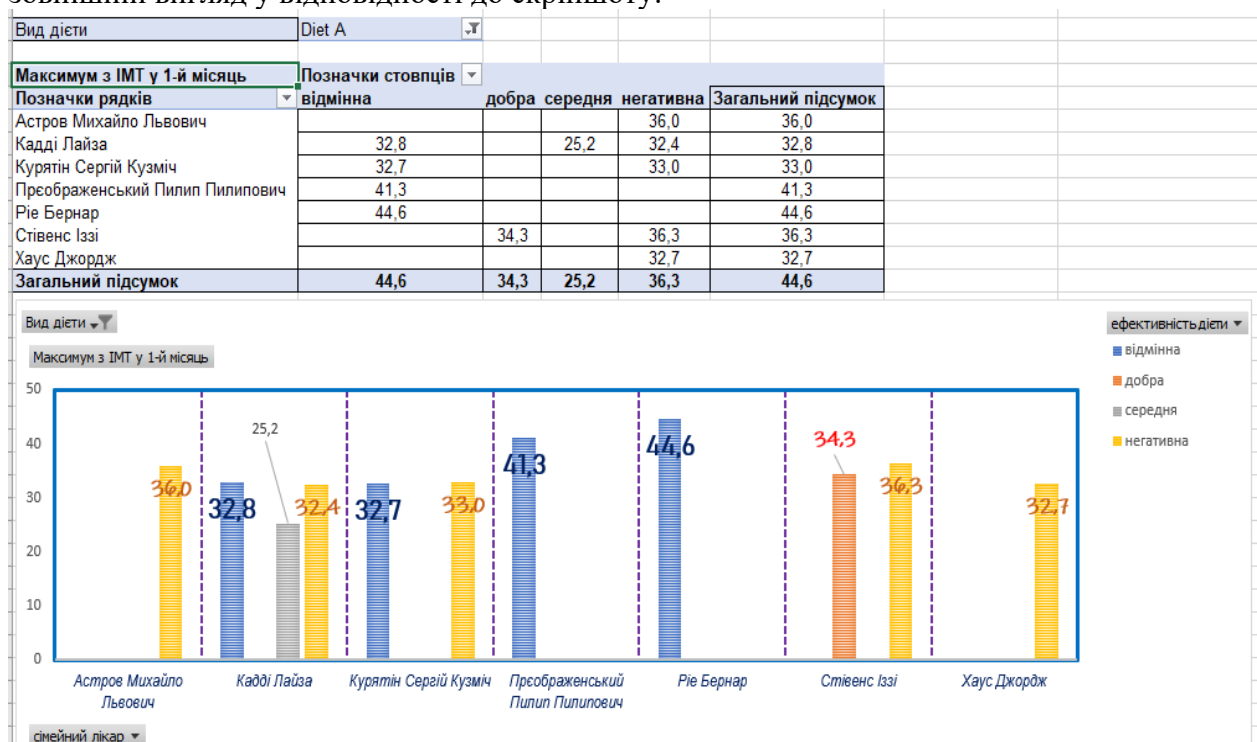 зовнішній вигляд у відповідності до скріншоту.
Вид дієти Diet A
Максимум з ІМТ у 1-й місяць Позначки стовпців
Позначки рядків відмінна добра середня негативна Загальний підсумок
Астров Михайло Львович 36,0 36,0
Кадді Лайза 32,8 25,2 32,4 32,8
Курятін Сергій Кузміч 32,7 33,0 33,0
Прєображенський Пилип Пилипович 41,3 41,3
Ріе Бернар 44,6 44,6
Стівенс Іззі 34,3 36,3 36,3
Хаус Джордж 32,7 32,7
Загальний підсумок 44,6 34,3 25,2 36,3 44,6
Вид дієти
ефективність дієти
Максимум з ІМТ у 1-й місяць
відмінна
добра
середня
негативна
50
40
30
20
10
0
36,0
32,8
25,2
32,4
32,7
33,0
41,3
44,6
34,3
36,3
32,7
Астров Михайло
Львович
Кадді Лайза
Курятін Сергій Кузміч
Прєображенський
Пилип Пилипович
Ріе Бернар
Стівенс Іззі
Хаус Джордж
сімейний лікар